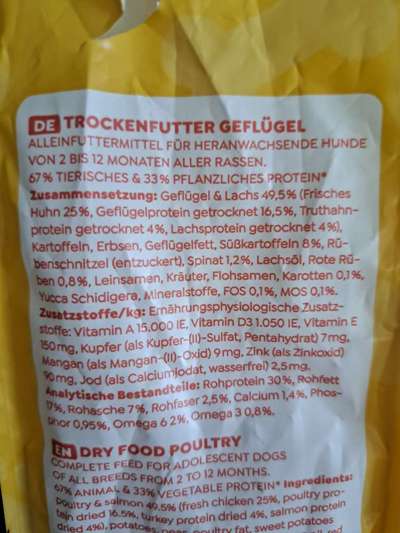 DE TROCKENFUTTER GEFLÜGEL
ALLEINFUTTERMITTEL FÜR HERANWACHSENDE HUNDE
VON 2 BIS 12 MONATEN ALLER RASSEN.
67% TIERISCHES & 33% PFLANZLICHES PROTEIN*
Zusammensetzung: Geflügel & Lachs 49,5% (Frisches
Huhn 25%, Geflügelprotein getrocknet 16,5%, Truthahn-
protein getrocknet 4%, Lachsprotein getrocknet 4%),
Kartoffeln, Erbsen, Geflügelfett, Süßkartoffeln 8%, Rü-
benschnitzel (entzuckert), Spinat 1,2%, Lachsöl, Rote Rü-
ben 0,8%, Leinsamen, Kräuter, Flohsamen, Karotten 0,1%,
Yucca Schidigera, Mineralstoffe, FOS 0,1%, MOS 0,1%.
Zusatzstoffe/kg: Ernährungsphysiologische Zusatz-
stoffe: Vitamin A 15.000 IE, Vitamin D3 1.050 IE, Vitamin E
150mg, Kupfer (als Kupfer-(II)-Sulfat, Pentahydrat) 7mg,
Mangan (als Mangan-(II)-Oxid) 9mg, Zink (als Zinkoxid)
90mg, Jod (als Calciumjodat, wasserfrei) 2,5mg.
Analytische Bestandteile: Rohprotein 30%, Rohfett
17%, Rohasche 7%, Rohfaser 2,5%, Calcium 1,4%, Phos-
phor 0,95%, Omega 6 2%, Omega 3 0,8%.
EN DRY FOOD POULTRY
COMPLETE FEED FOR ADOLESCENT DOGS
OF ALL BREEDS FROM 2 TO 12 MONTHS.
67% ANIMAL & 33% VEGETABLE PROTEIN* Ingredients:
poultry & salmon 49.5% (fresh chicken 25%, poultry pro-
tein dried 16.5%, turkey protein dried 4%, salmon protein
dried 4%), potatoes, peas, poultry fat, sweet potatoes